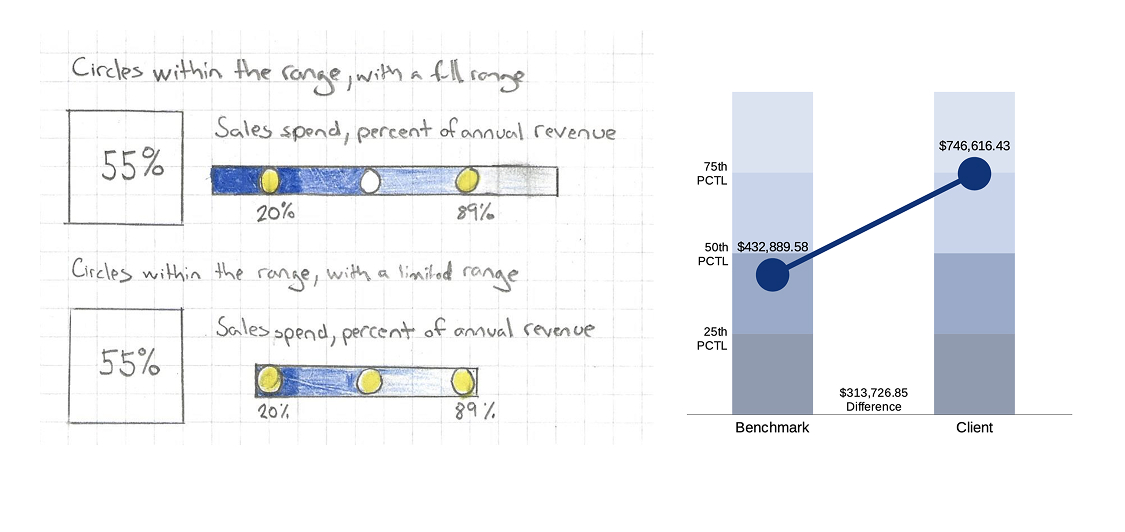 Circles within the range, with a full range
55%
Sales spend, percent of annual revenue
20%
89%
Circles within the range, with a limited range
55%
Sales spend, percent of annual revenue
20%
89%
75th
PCTL
50th
PCTL
25th
PCTL
$432,889.58
$746,616.43
$313,726.85
Difference
Benchmark
Client